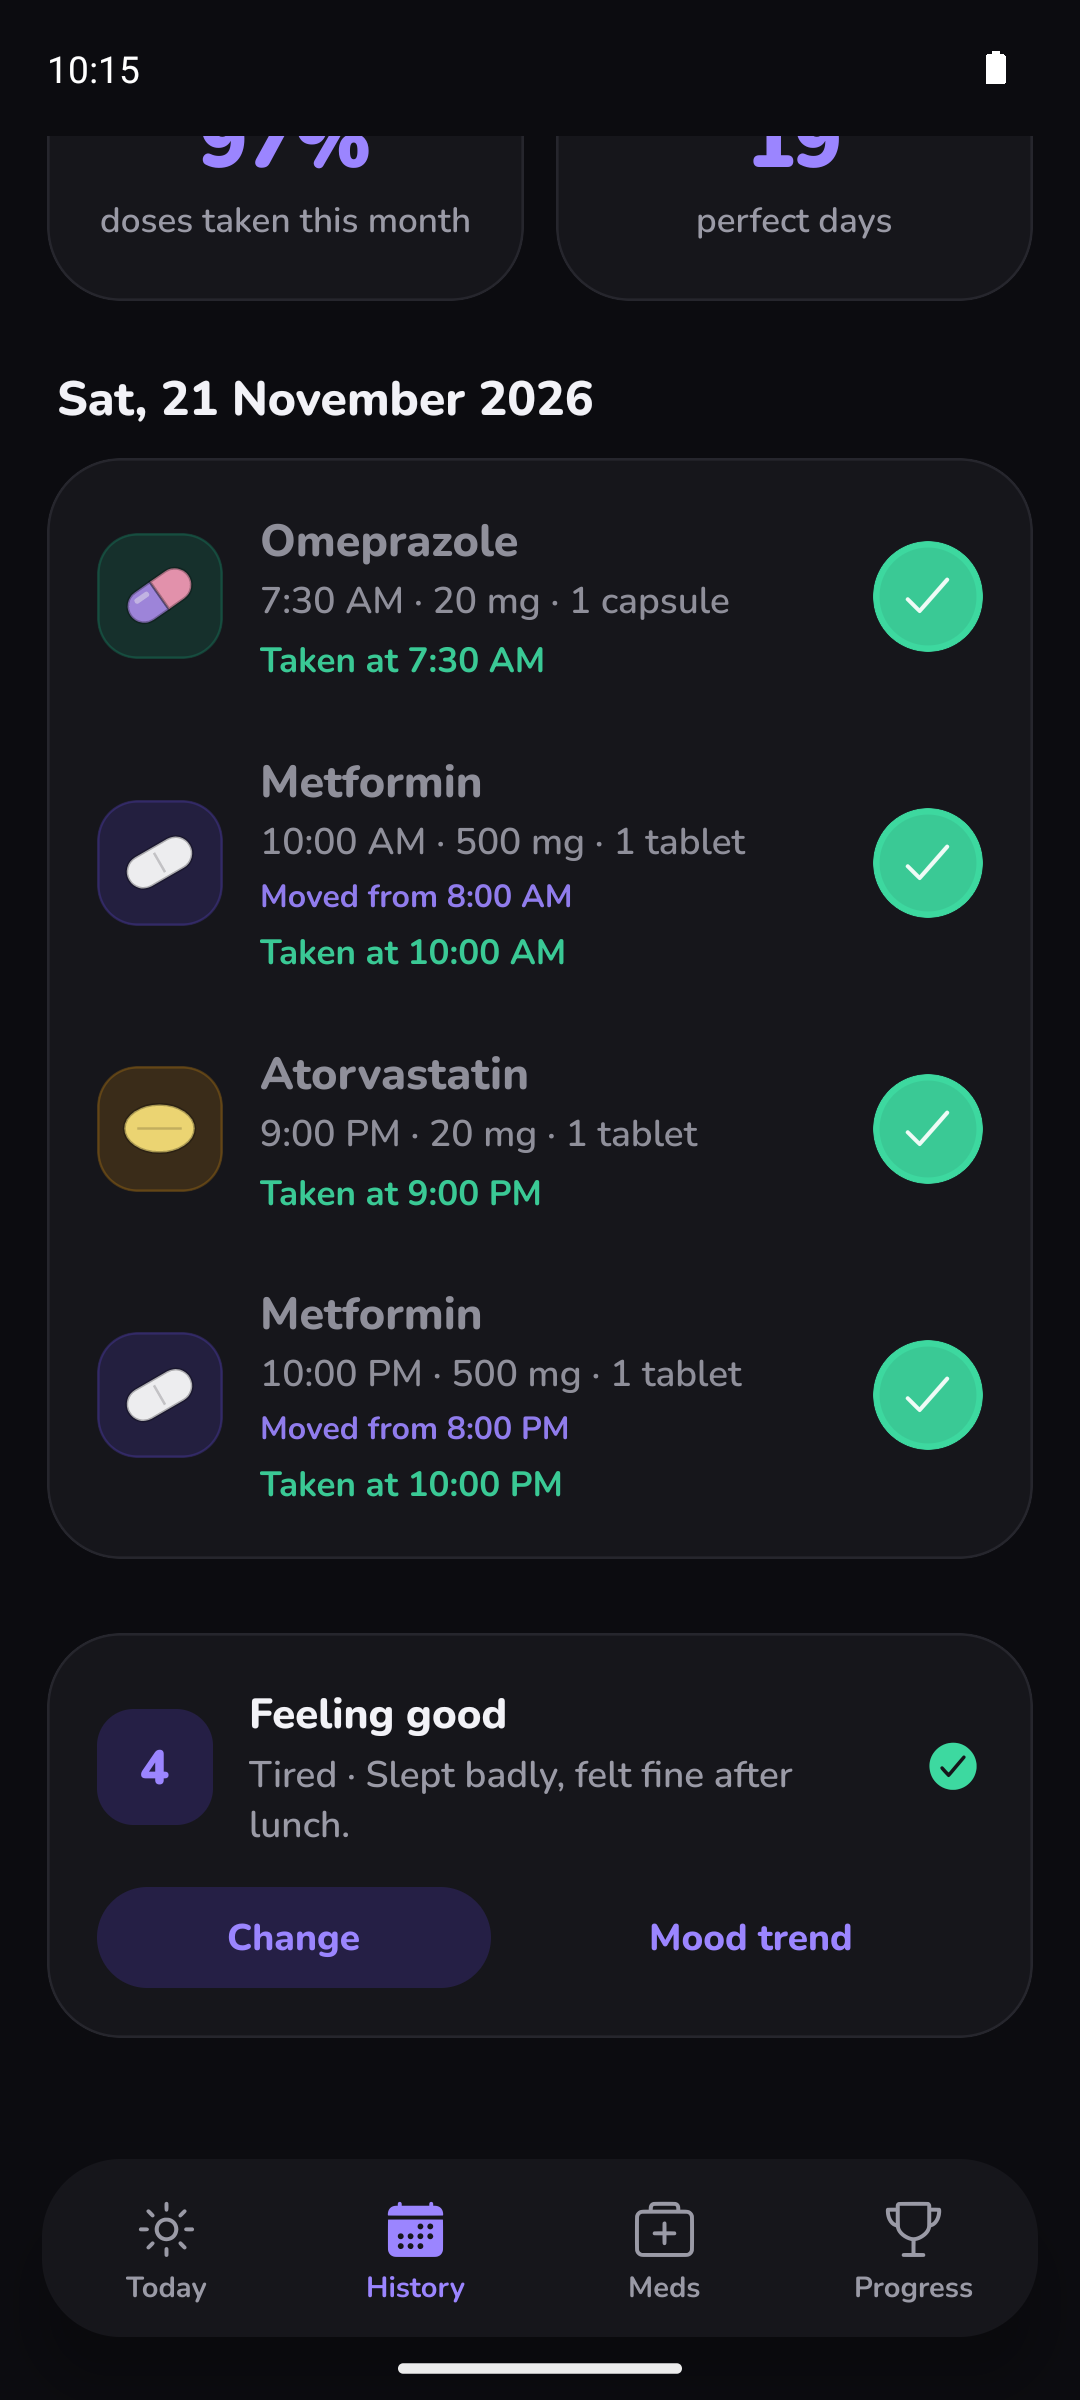 10:15
97%
19
doses taken this month
perfect days
Sat, 21 November 2026
Omeprazole
7:30 AM · 20 mg · 1 capsule
Taken at 7:30 AM
Metformin
10:00 AM · 500 mg · 1 tablet
Moved from 8:00 AM
Taken at 10:00 AM
Atorvastatin
9:00 PM · 20 mg · 1 tablet
Taken at 9:00 PM
Metformin
10:00 PM · 500 mg · 1 tablet
Moved from 8:00 PM
Taken at 10:00 PM
4
Feeling good
Tired · Slept badly, felt fine after
lunch.
Change
Mood trend
Today
History
Meds
Progress